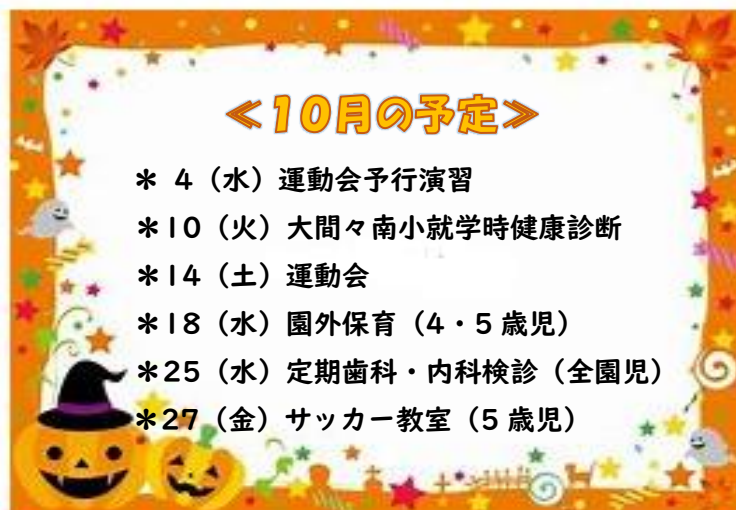 ≪10月の予定≫
＊ 4（水）運動会予行演習
＊10（火）大間々南小就学時健康診断
＊14（土）運動会
＊18（水）園外保育（4・5歳児）
＊25（水）定期歯科・内科検診（全園児）
＊27（金）サッカー教室（5歳児）